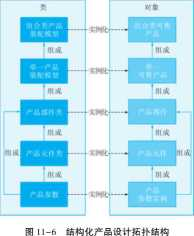 类
对象
组合类产品
装配模型
实例化
组合类可售
产品
组成
组成
单一产品
装配模型
实例化
单一
可售产品
组成
组成
产品部件类
实例化
产品部件
组成
组成
组成
组成
产品元件类
实例化
产品元件
组成
组成
产品参数
实例化
产品
参数实例
图 11-6 结构化产品设计拓扑结构